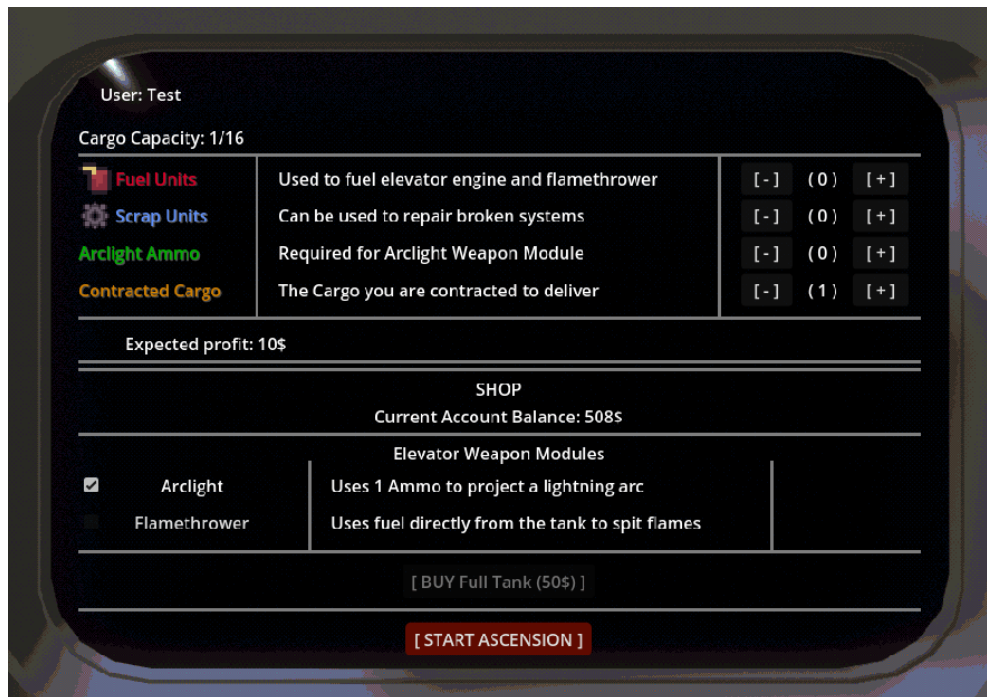 User: Test
Cargo Capacity: 1/16
Fuel Units Used to fuel elevator engine and flamethrower [-] (0) [+]
Scrap Units Can be used to repair broken systems [-] (0) [+]
Arclight Ammo Required for Arclight Weapon Module [-] (0) [+]
Contracted Cargo The Cargo you are contracted to deliver [-] (1) [+]
Expected profit: 10$
SHOP
Current Account Balance: 508$
Elevator Weapon Modules
Arclight Uses 1 Ammo to project a lightning arc
Flamethrower Uses fuel directly from the tank to spit flames
[ BUY Full Tank (50$) ]
[ START ASCENSION ]